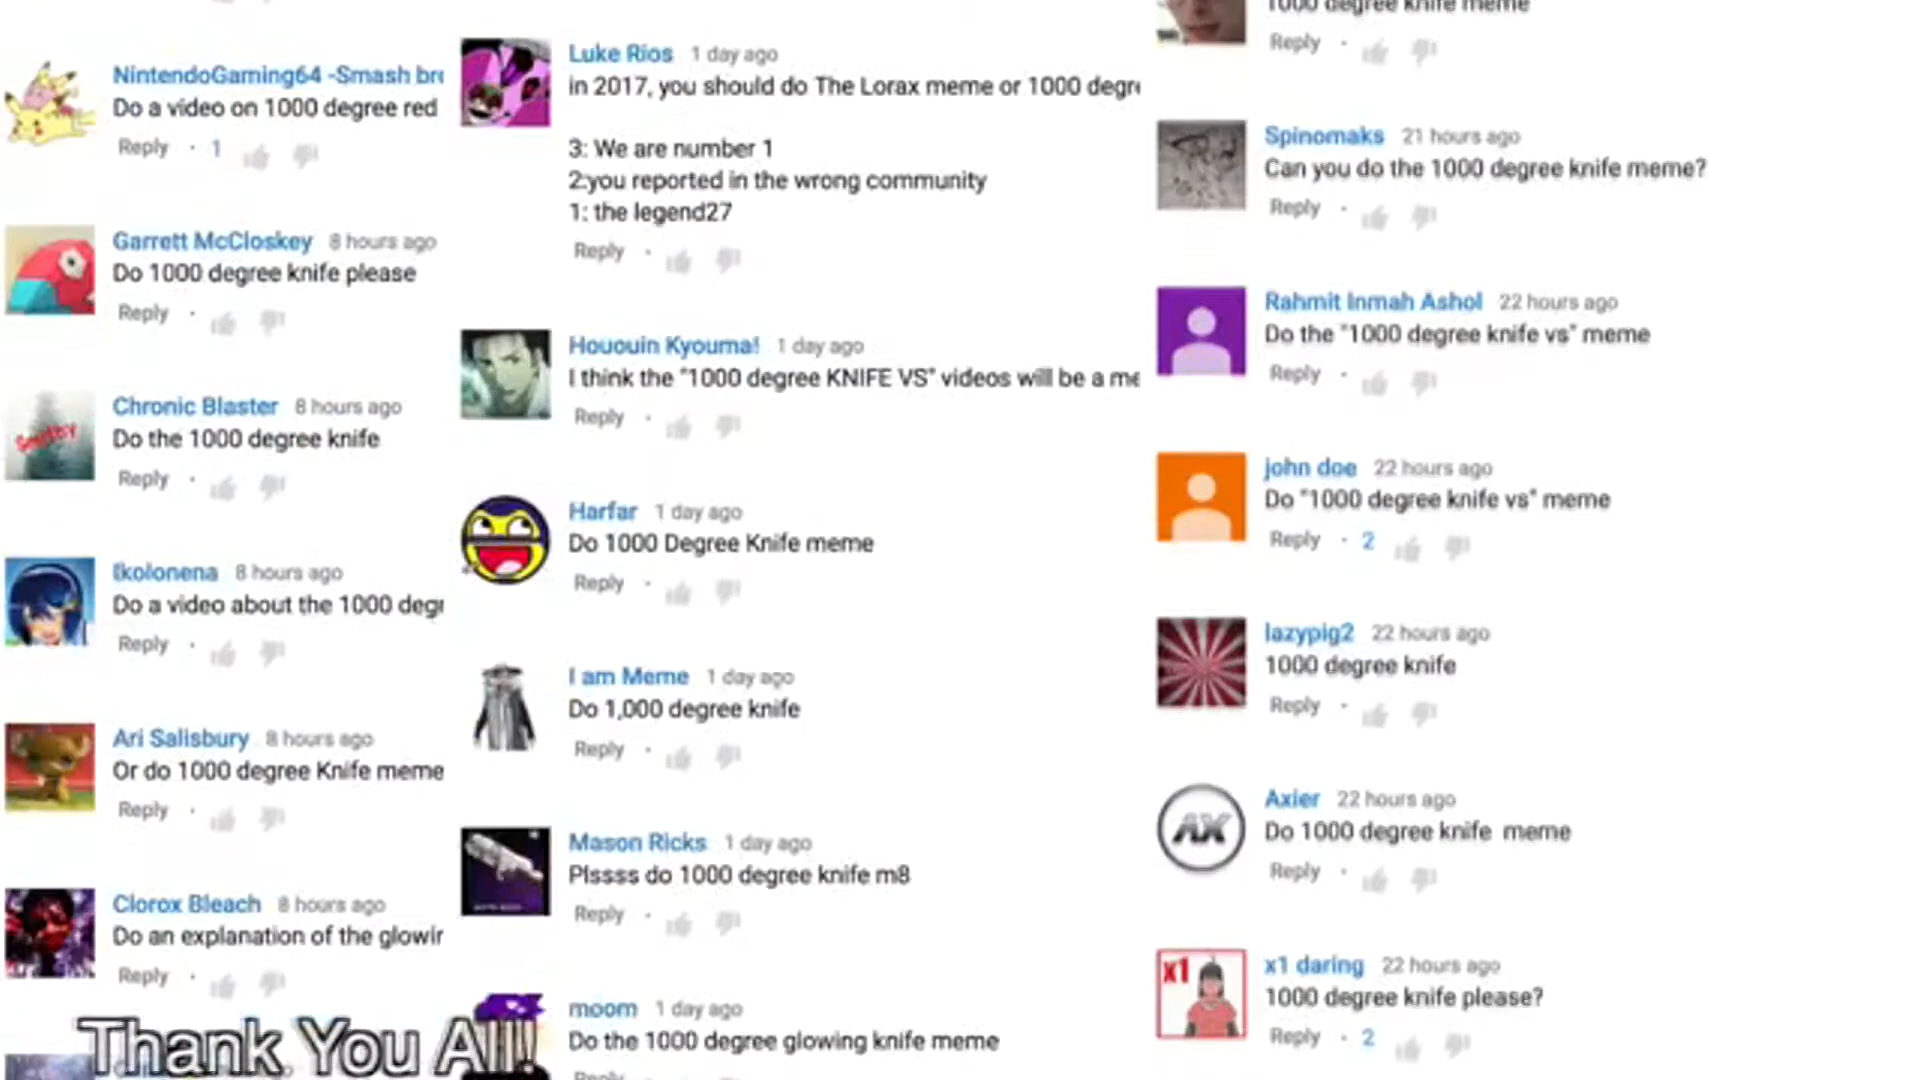 NintendoGaming64 -Smash bro
Do a video on 1000 degree red
Reply · 1
Garrett McCloskey 8 hours ago
Do 1000 degree knife please
Reply ·
Chronic Blaster 8 hours ago
Do the 1000 degree knife
Reply ·
Ikolonena 8 hours ago
Do a video about the 1000 degr
Reply ·
Ari Salisbury 8 hours ago
Or do 1000 degree Knife meme
Reply ·
Clorox Bleach 8 hours ago
Do an explanation of the glowin
Reply ·
Thank You All!
Luke Rios 1 day ago
in 2017, you should do The Lorax meme or 1000 degre
3: We are number 1
2:you reported in the wrong community
1: the legend27
Reply ·
Hououin Kyouma! 1 day ago
I think the "1000 degree KNIFE VS" videos will be a me
Reply ·
Harfar 1 day ago
Do 1000 Degree Knife meme
Reply ·
I am Meme 1 day ago
Do 1,000 degree knife
Reply ·
Mason Ricks 1 day ago
Plssss do 1000 degree knife m8
Reply ·
moom 1 day ago
Do the 1000 degree glowing knife meme
Reply
1000 degree knife meme
Reply ·
Spinomaks 21 hours ago
Can you do the 1000 degree knife meme?
Reply ·
Rahmit Inmah Ashol 22 hours ago
Do the "1000 degree knife vs" meme
Reply ·
john doe 22 hours ago
Do "1000 degree knife vs" meme
Reply · 2
lazypig2 22 hours ago
1000 degree knife
Reply ·
Axier 22 hours ago
Do 1000 degree knife meme
Reply ·
x1 daring 22 hours ago
1000 degree knife please?
Reply · 2
AX
x1